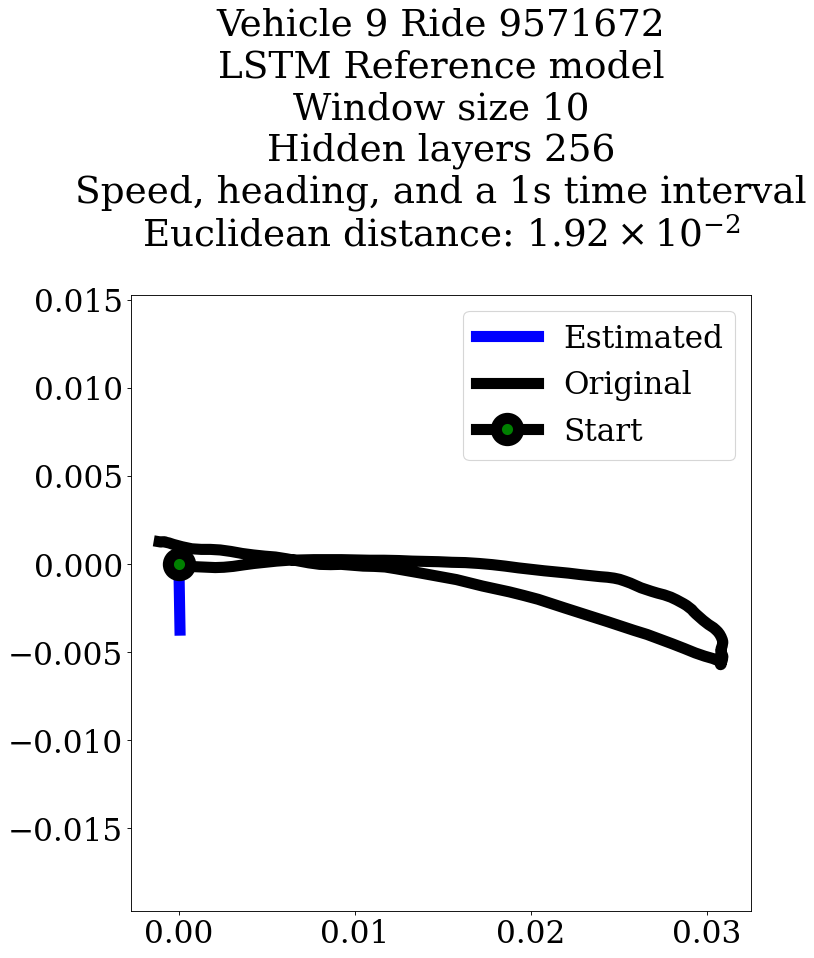 Vehicle 9 Ride 9571672
LSTM Reference model
Window size 10
Hidden layers 256
Speed, heading, and a 1s time interval
Euclidean distance: 1.92 × 10⁻²
0.015
0.010
0.005
0.000
−0.005
−0.010
−0.015
Estimated
Original
Start
0.00 0.01 0.02 0.03